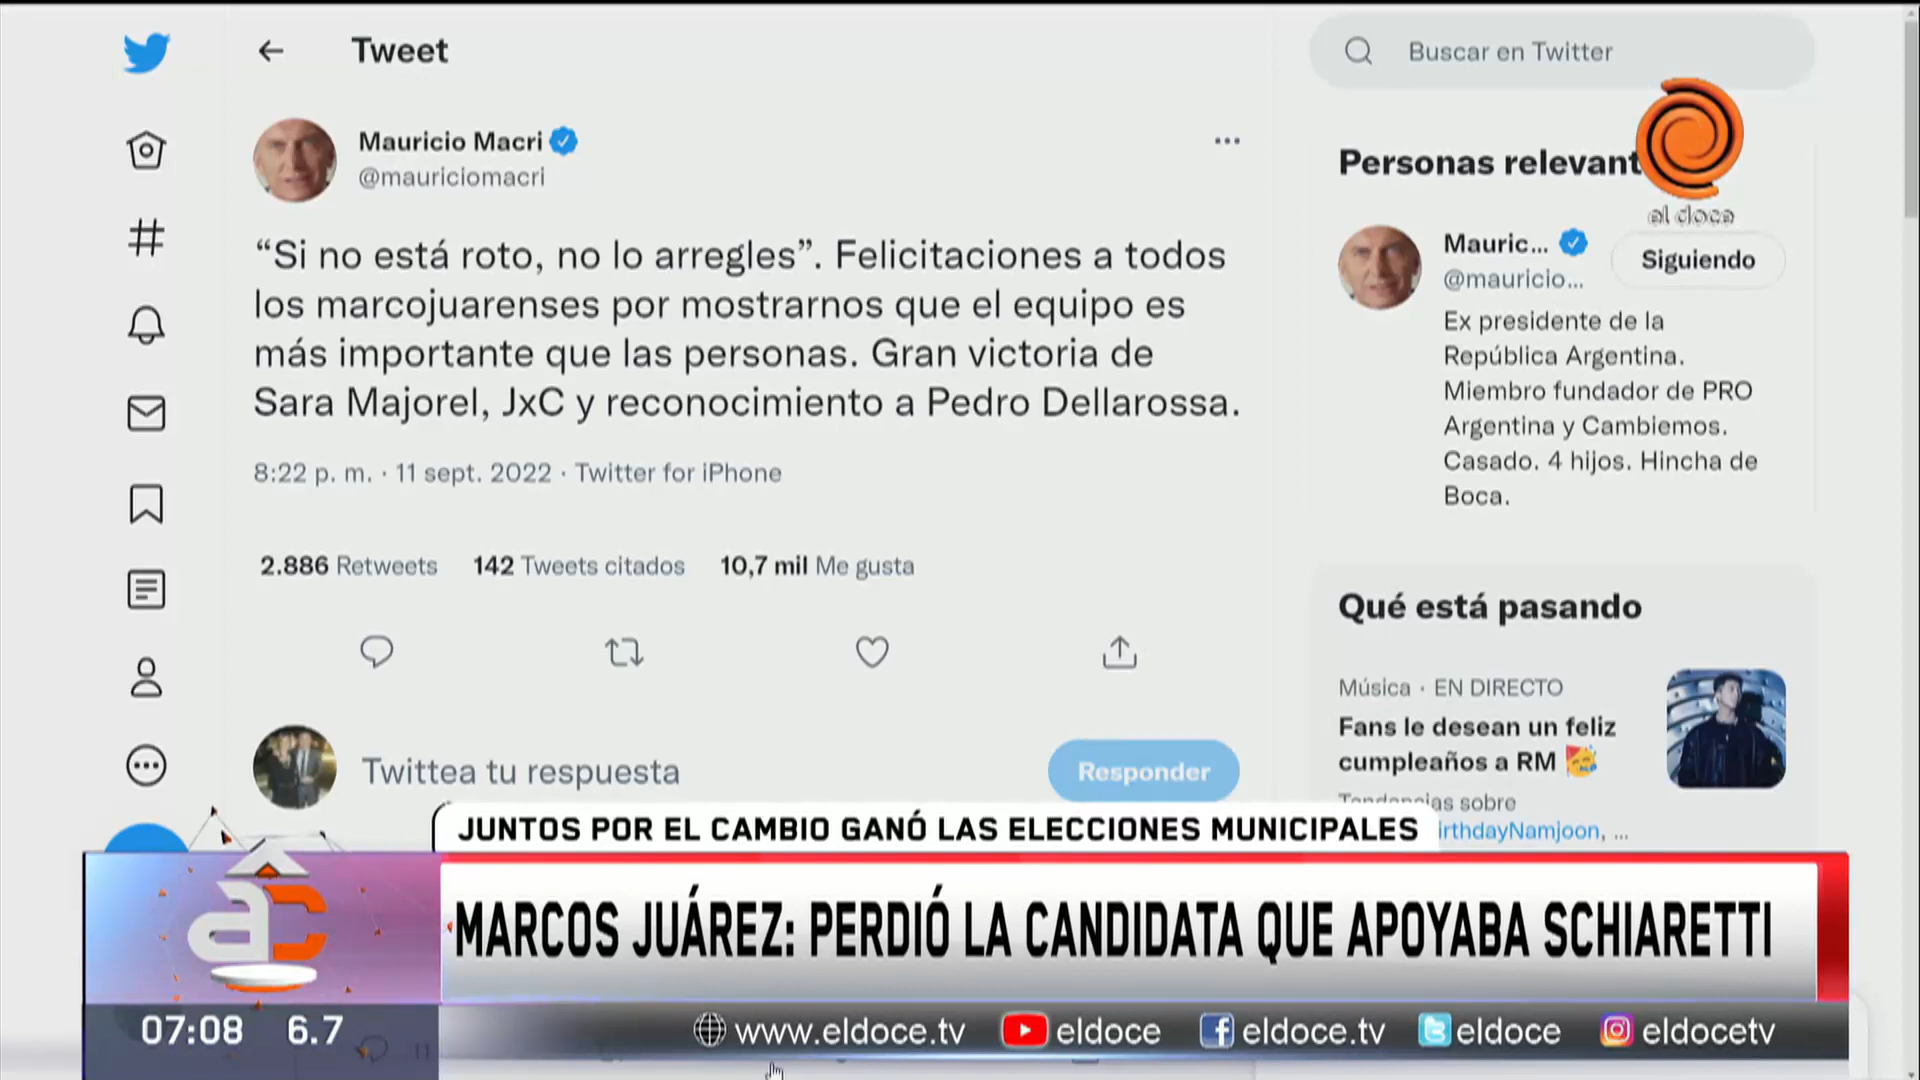 Tweet
Buscar en Twitter
Mauricio Macri
@mauriciomacri
“Si no está roto, no lo arregles”. Felicitaciones a todos
los marcojuarenses por mostrarnos que el equipo es
más importante que las personas. Gran victoria de
Sara Majorel, JxC y reconocimiento a Pedro Dellarossa.
8:22 p. m. · 11 sept. 2022 · Twitter for iPhone
2.886 Retweets 142 Tweets citados 10,7 mil Me gusta
Twittea tu respuesta
Responder
Personas relevant
el doce
Mauric...
@mauricio...
Siguiendo
Ex presidente de la
República Argentina.
Miembro fundador de PRO
Argentina y Cambiemos.
Casado. 4 hijos. Hincha de
Boca.
Qué está pasando
Música · EN DIRECTO
Fans le desean un feliz
cumpleaños a RM
Tendencias sobre
irthdayNamjoon, ...
JUNTOS POR EL CAMBIO GANÓ LAS ELECCIONES MUNICIPALES
MARCOS JUÁREZ: PERDIÓ LA CANDIDATA QUE APOYABA SCHIARETTI
07:08 6.7
www.eldoce.tv eldoce eldoce.tv eldoce eldocetv